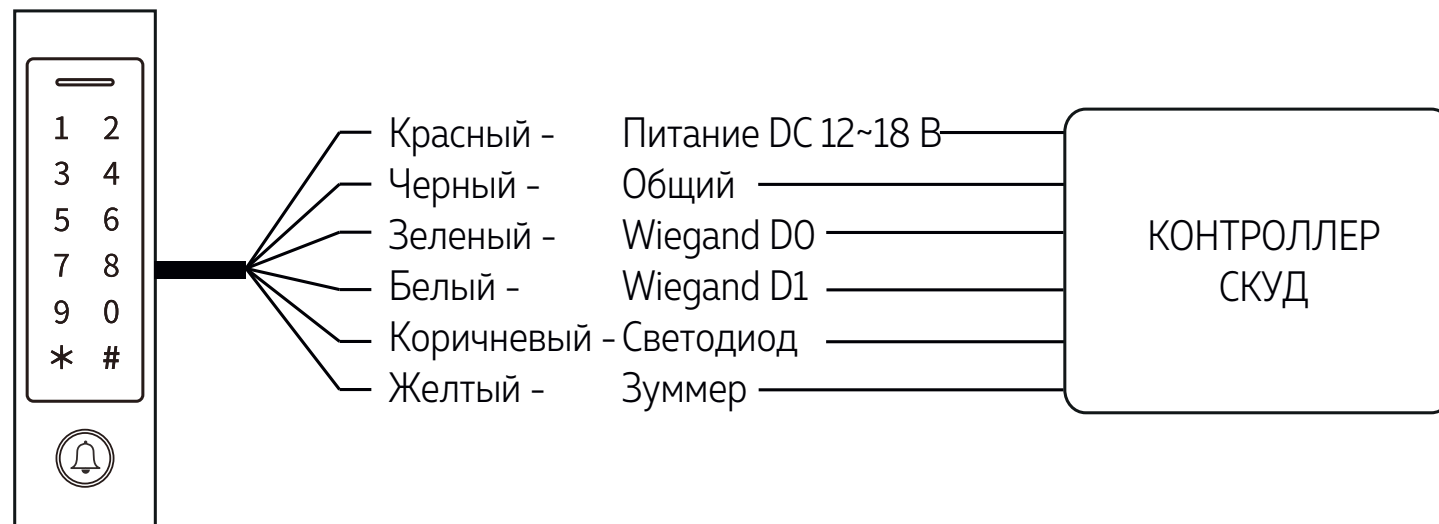 1 2
3 4
5 6
7 8
9 0
* #
Красный - Питание DC 12~18 В
Черный - Общий
Зеленый - Wiegand D0
Белый - Wiegand D1
Коричневый - Светодиод
Желтый - Зуммер
КОНТРОЛЛЕР
СКУД